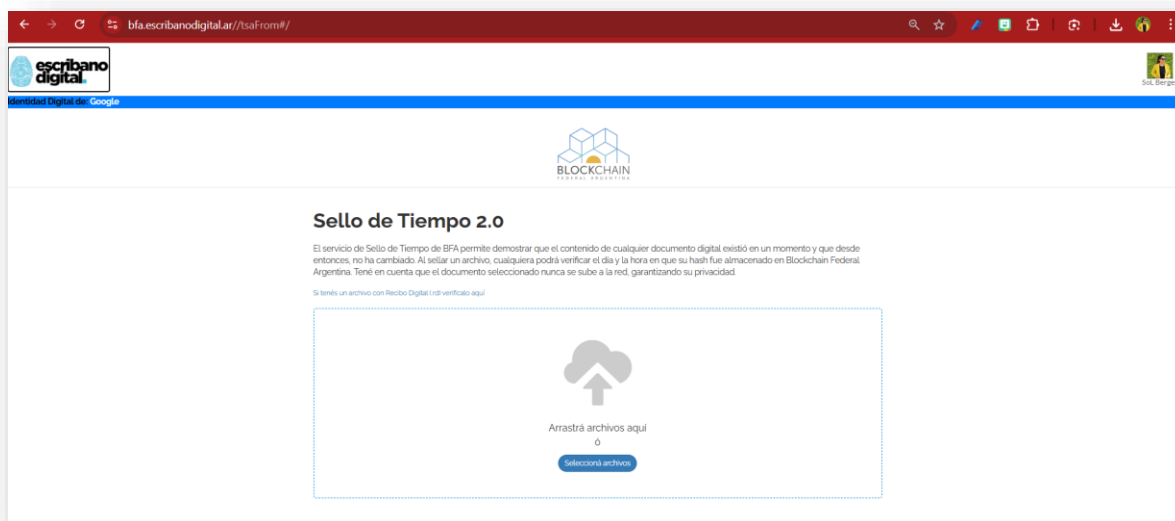 bfa.escribanodigital.ar//tsaFrom#/
escribano
digital.
Sol Berge
Identidad Digital de: Google
BLOCKCHAIN
FEDERAL ARGENTINA
Sello de Tiempo 2.0
El servicio de Sello de Tiempo de BFA permite demostrar que el contenido de cualquier documento digital existió en un momento y que desde
entonces, no ha cambiado. Al sellar un archivo, cualquiera podrá verificar el día y la hora en que su hash fue almacenado en Blockchain Federal
Argentina. Tené en cuenta que el documento seleccionado nunca se sube a la red, garantizando su privacidad.
Si tenés un archivo con Recibo Digital (.rd) verificalo aquí
Arrastrá archivos aquí
ó
Seleccioná archivos